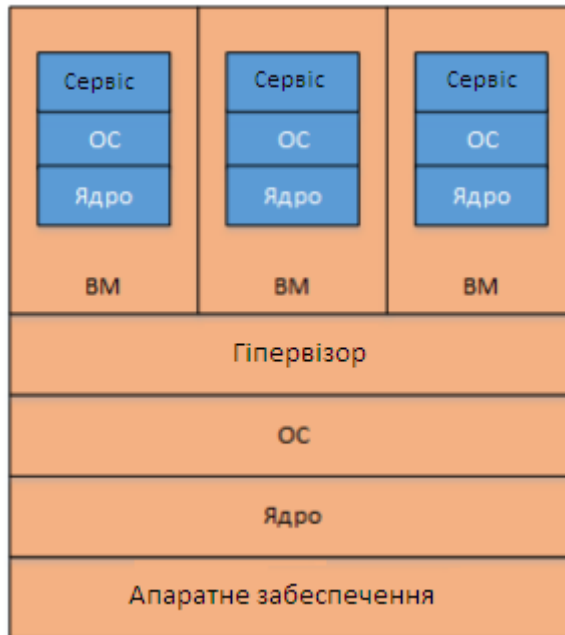 Сервіс Сервіс Сервіс
ОС ОС ОС
Ядро Ядро Ядро
ВМ ВМ ВМ
Гіпервізор
ОС
Ядро
Апаратне забеспечення